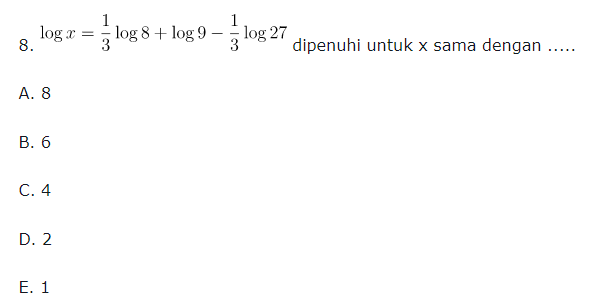 8. log x = \frac{1}{3} log 8 + log 9 − \frac{1}{3} log 27 dipenuhi untuk x sama dengan .....
A. 8
B. 6
C. 4
D. 2
E. 1